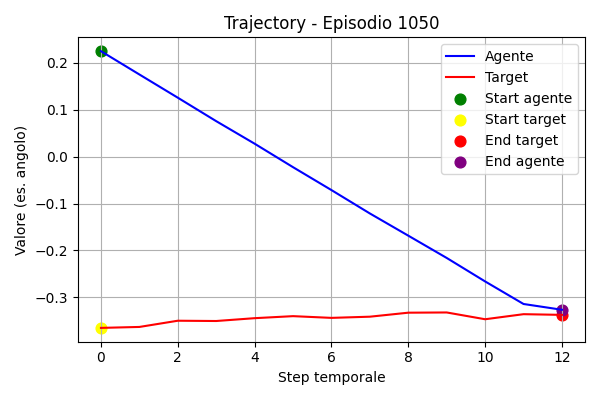 Trajectory - Episodio 1050
Agente
Target
Start agente
Start target
End target
End agente
Valore (es. angolo)
0.2
0.1
0.0
−0.1
−0.2
−0.3
0 2 4 6 8 10 12
Step temporale